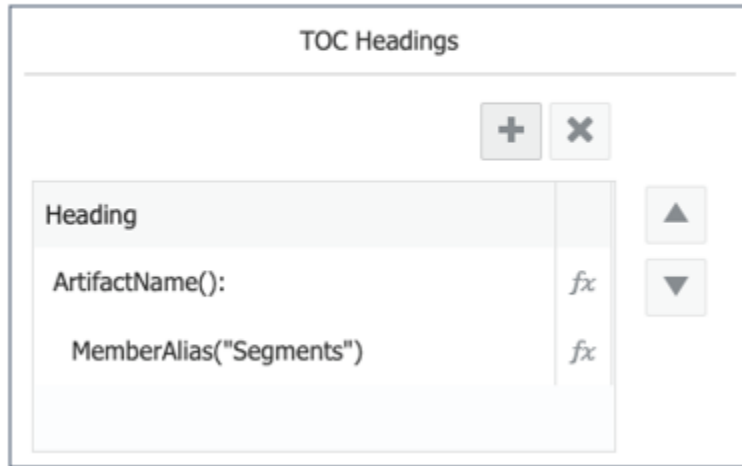 TOC Headings
Heading
ArtifactName():
fx
MemberAlias("Segments")
fx